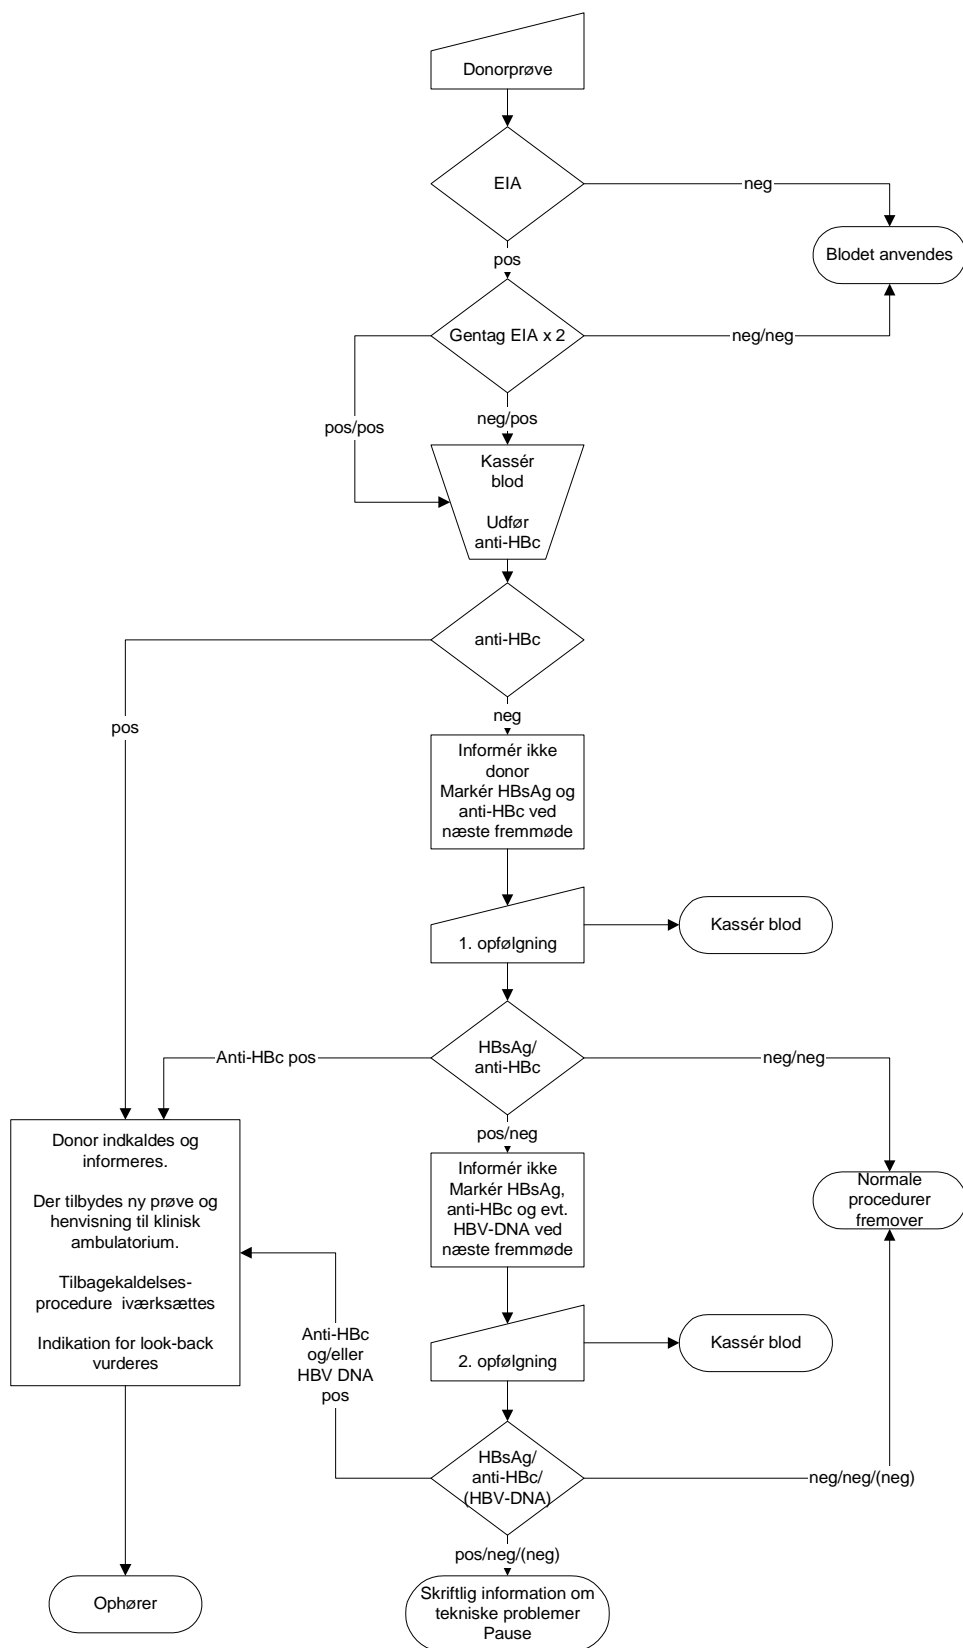 Donorprøve
EIA
neg
Blodet anvendes
pos
Gentag EIA x 2
neg/neg
pos/pos
neg/pos
Kassér
blod
Udfør
anti-HBc
anti-HBc
pos
neg
Informér ikke
donor
Markér HBsAg og
anti-HBc ved
næste fremmøde
1. opfølgning
Kassér blod
HBsAg/
anti-HBc
Anti-HBc pos
neg/neg
pos/neg
Donor indkaldes og
informeres.
Der tilbydes ny prøve og
henvisning til klinisk
ambulatorium.
Tilbagekaldelses-
procedure iværksættes
Indikation for look-back
vurderes
Informér ikke
Markér HBsAg,
anti-HBc og evt.
HBV-DNA ved
næste fremmøde
Normale
procedurer
fremover
Anti-HBc
og/eller
HBV DNA
pos
2. opfølgning
Kassér blod
HBsAg/
anti-HBc/
(HBV-DNA)
neg/neg/(neg)
pos/neg/(neg)
Ophører
Skriftlig information om
tekniske problemer
Pause